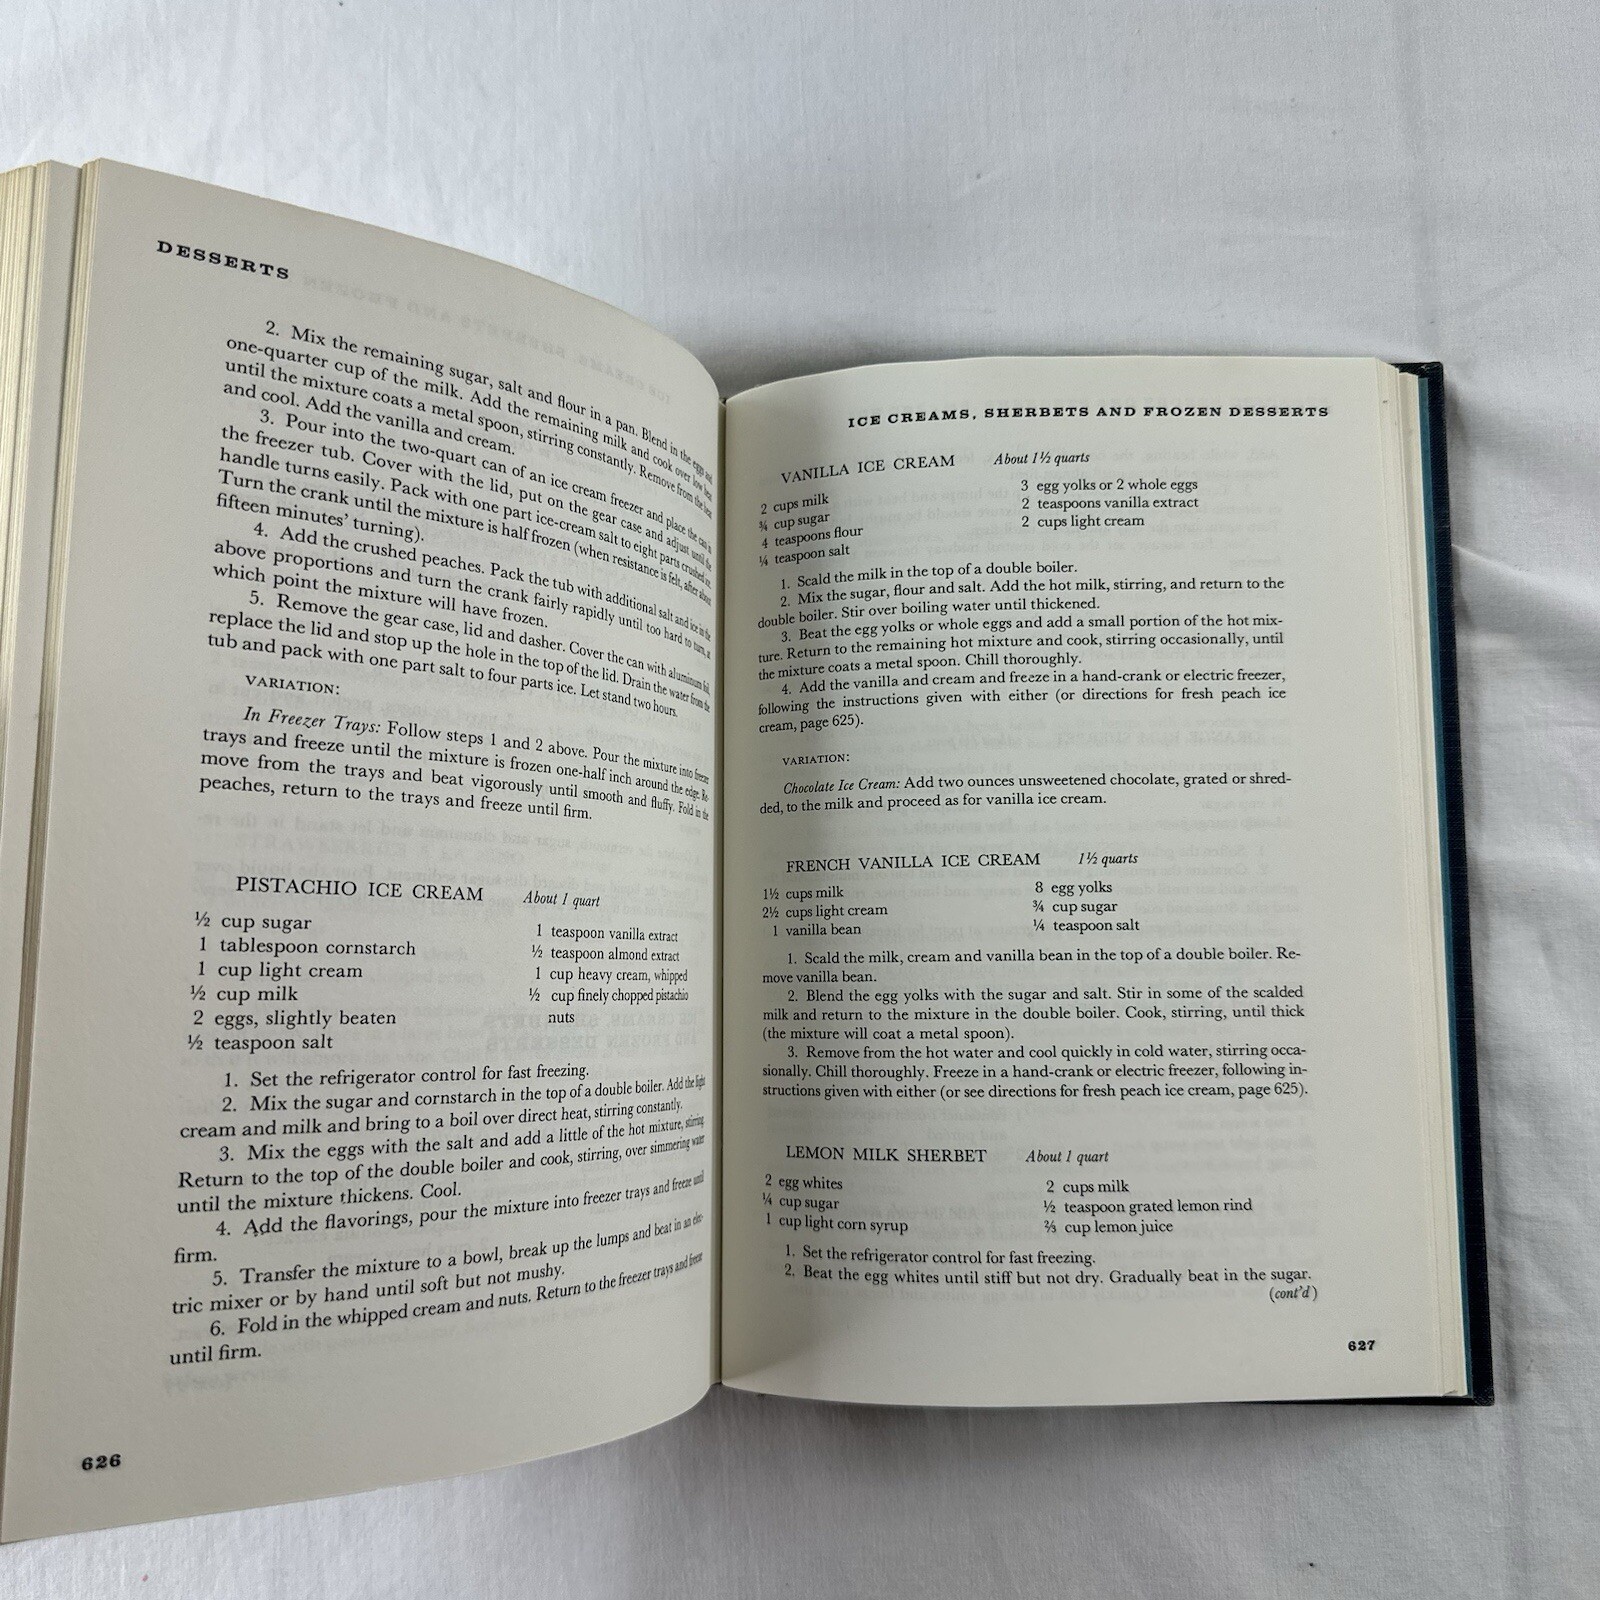 DESSERTS
2. Mix the remaining sugar, salt and flour in a pan. Blend in the eggs and
one-quarter cup of the milk. Add the remaining milk and cook over low heat
until the mixture coats a metal spoon, stirring constantly. Remove from the heat
and cool. Add the vanilla and cream.
3. Pour into the two-quart can of an ice cream freezer and place the can in
the freezer tub. Cover with the lid, put on the gear case and adjust until the
handle turns easily. Pack with one part ice-cream salt to eight parts crushed ice.
Turn the crank until the mixture is half frozen (when resistance is felt, after about
fifteen minutes' turning).
4. Add the crushed peaches. Pack the tub with additional salt and ice in the
above proportions and turn the crank fairly rapidly until too hard to turn, at
which point the mixture will have frozen.
5. Remove the gear case, lid and dasher. Cover the can with aluminum foil,
replace the lid and stop up the hole in the top of the lid. Drain the water from the
tub and pack with one part salt to four parts ice. Let stand two hours.
VARIATION:
In Freezer Trays: Follow steps 1 and 2 above. Pour the mixture into freezer
trays and freeze until the mixture is frozen one-half inch around the edge. Re-
move from the trays and beat vigorously until smooth and fluffy. Fold in the
peaches, return to the trays and freeze until firm.
PISTACHIO ICE CREAM About 1 quart
½ cup sugar
1 tablespoon cornstarch
1 cup light cream
½ cup milk
2 eggs, slightly beaten
½ teaspoon salt
1 teaspoon vanilla extract
½ teaspoon almond extract
1 cup heavy cream, whipped
½ cup finely chopped pistachio
nuts
1. Set the refrigerator control for fast freezing.
2. Mix the sugar and cornstarch in the top of a double boiler. Add the light
cream and milk and bring to a boil over direct heat, stirring constantly.
3. Mix the eggs with the salt and add a little of the hot mixture, stirring
Return to the top of the double boiler and cook, stirring, over simmering water
until the mixture thickens. Cool.
4. Add the flavorings, pour the mixture into freezer trays and freeze until
firm.
5. Transfer the mixture to a bowl, break up the lumps and beat in an elec-
tric mixer or by hand until soft but not mushy.
6. Fold in the whipped cream and nuts. Return to the freezer trays and freeze
until firm.
626
ICE CREAMS, SHERBETS AND FROZEN DESSERTS
VANILLA ICE CREAM About 1½ quarts
2 cups milk
¾ cup sugar
4 teaspoons flour
¼ teaspoon salt
3 egg yolks or 2 whole eggs
2 teaspoons vanilla extract
2 cups light cream
1. Scald the milk in the top of a double boiler.
2. Mix the sugar, flour and salt. Add the hot milk, stirring, and return to the
double boiler. Stir over boiling water until thickened.
3. Beat the egg yolks or whole eggs and add a small portion of the hot mix-
ture. Return to the remaining hot mixture and cook, stirring occasionally, until
the mixture coats a metal spoon. Chill thoroughly.
4. Add the vanilla and cream and freeze in a hand-crank or electric freezer,
following the instructions given with either (or directions for fresh peach ice
cream, page 625).
VARIATION:
Chocolate Ice Cream: Add two ounces unsweetened chocolate, grated or shred-
ded, to the milk and proceed as for vanilla ice cream.
FRENCH VANILLA ICE CREAM 1½ quarts
1½ cups milk
2½ cups light cream
1 vanilla bean
8 egg yolks
¾ cup sugar
¼ teaspoon salt
1. Scald the milk, cream and vanilla bean in the top of a double boiler. Re-
move vanilla bean.
2. Blend the egg yolks with the sugar and salt. Stir in some of the scalded
milk and return to the mixture in the double boiler. Cook, stirring, until thick
(the mixture will coat a metal spoon).
3. Remove from the hot water and cool quickly in cold water, stirring occa-
sionally. Chill thoroughly. Freeze in a hand-crank or electric freezer, following in-
structions given with either (or see directions for fresh peach ice cream, page 625).
LEMON MILK SHERBET About 1 quart
2 egg whites
¼ cup sugar
1 cup light corn syrup
2 cups milk
½ teaspoon grated lemon rind
⅔ cup lemon juice
1. Set the refrigerator control for fast freezing.
2. Beat the egg whites until stiff but not dry. Gradually beat in the sugar.
(cont'd)
627